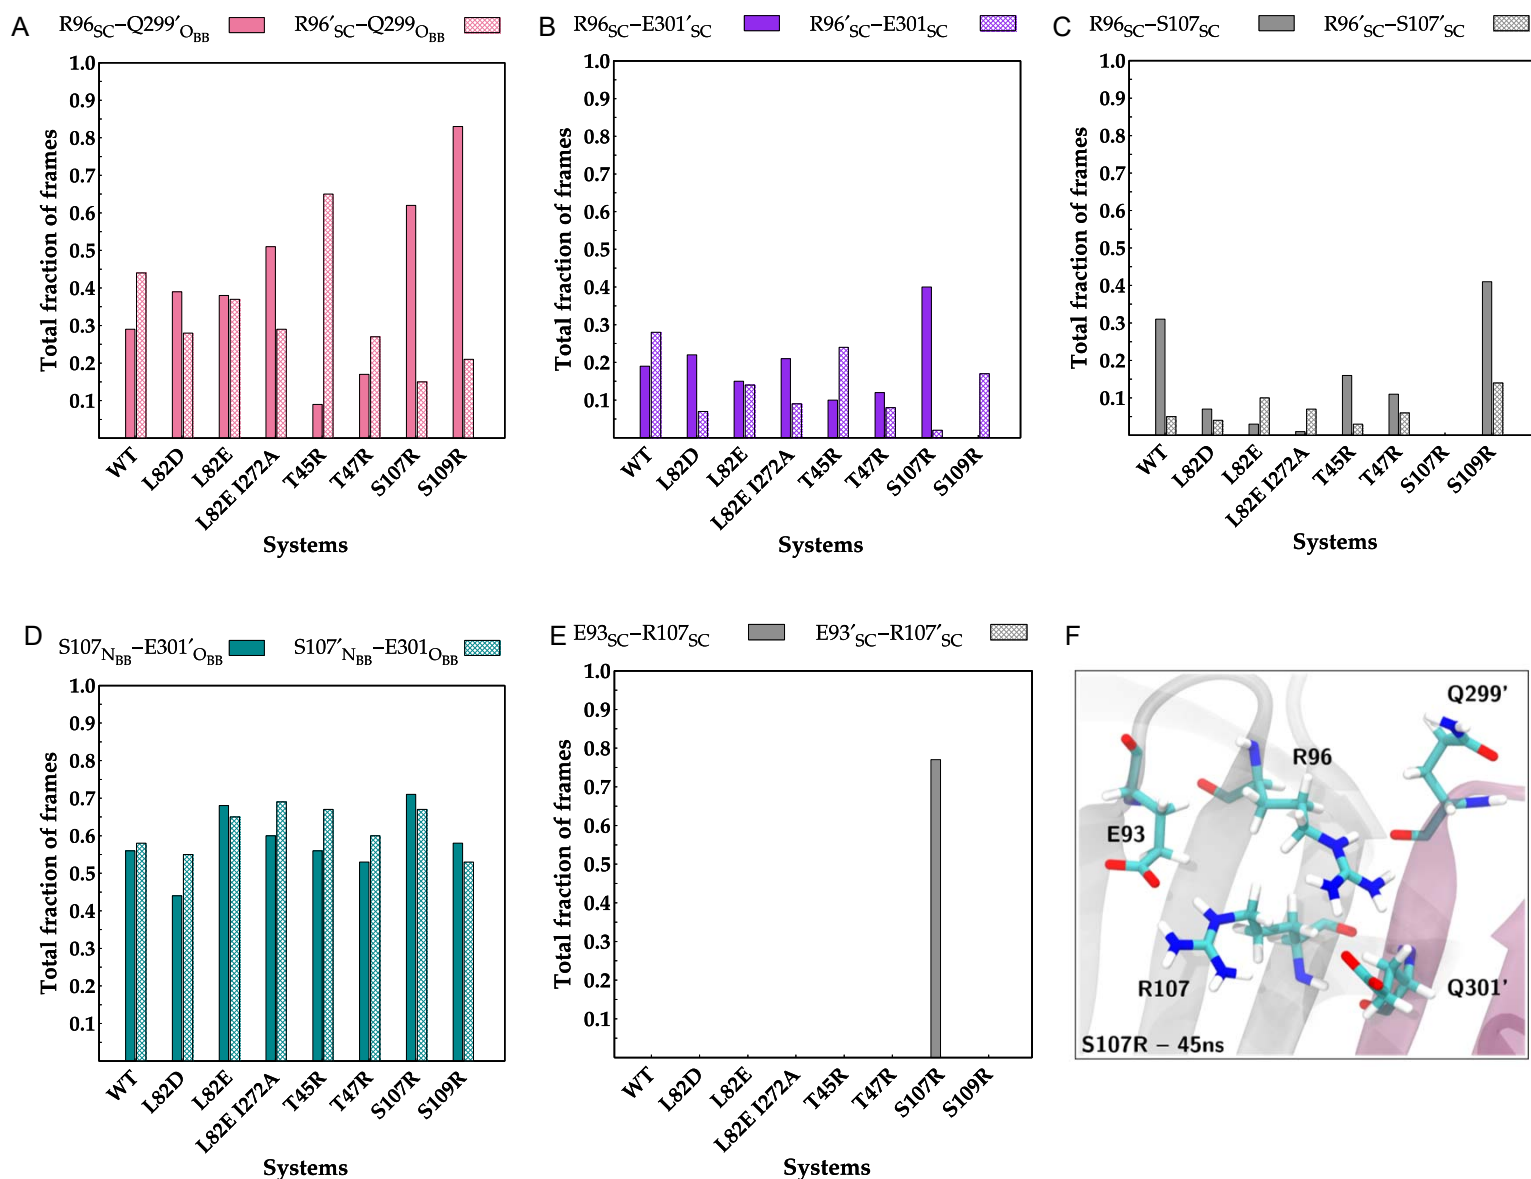 A R96SC–Q299′OBB R96′SC–Q299OBB
Total fraction of frames
1.0
0.9
0.8
0.7
0.6
0.5
0.4
0.3
0.2
0.1
WT L82D L82E L82E I272A T45R T47R S107R S109R
Systems
B R96SC–E301′SC R96′SC–E301SC
Total fraction of frames
1.0
0.9
0.8
0.7
0.6
0.5
0.4
0.3
0.2
0.1
WT L82D L82E L82E I272A T45R T47R S107R S109R
Systems
C R96SC–S107SC R96′SC–S107′SC
Total fraction of frames
1.0
0.9
0.8
0.7
0.6
0.5
0.4
0.3
0.2
0.1
WT L82D L82E L82E I272A T45R T47R S107R S109R
Systems
D S107NBB–E301′OBB S107′NBB–E301OBB
Total fraction of frames
1.0
0.9
0.8
0.7
0.6
0.5
0.4
0.3
0.2
0.1
WT L82D L82E L82E I272A T45R T47R S107R S109R
Systems
E E93SC–R107SC E93′SC–R107′SC
Total fraction of frames
1.0
0.9
0.8
0.7
0.6
0.5
0.4
0.3
0.2
0.1
WT L82D L82E L82E I272A T45R T47R S107R S109R
Systems
F
Q299'
R96
E93
R107
Q301'
S107R – 45ns